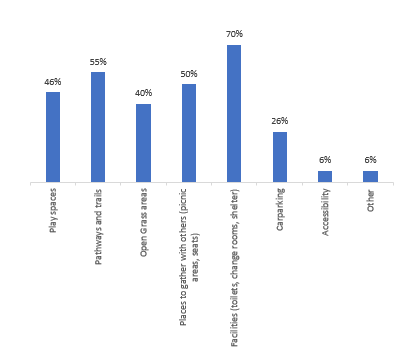 46%
55%
40%
50%
70%
26%
6%
6%
Play spaces
Pathways and trails
Open Grass areas
Places to gather with others (picnic
areas, seats)
Facilities (toilets, change rooms, shelter)
Carparking
Accessibility
Other